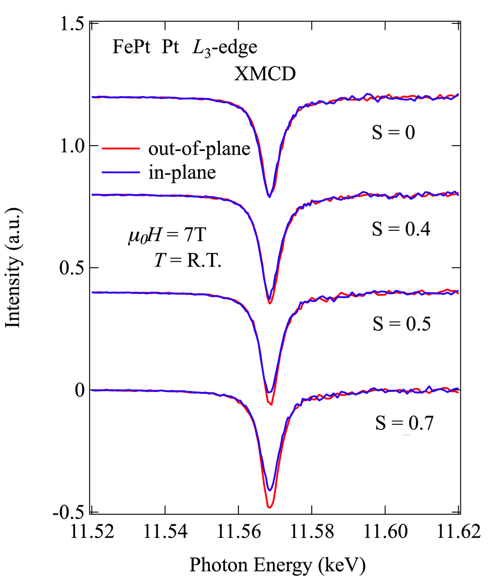 1.5
FePt Pt L3-edge
XMCD
S = 0
1.0
out-of-plane
in-plane
S = 0.4
μ0H = 7T
T = R.T.
0.5
S = 0.5
0
S = 0.7
-0.5
11.52 11.54 11.56 11.58 11.60 11.62
Photon Energy (keV)
Intensity (a.u.)